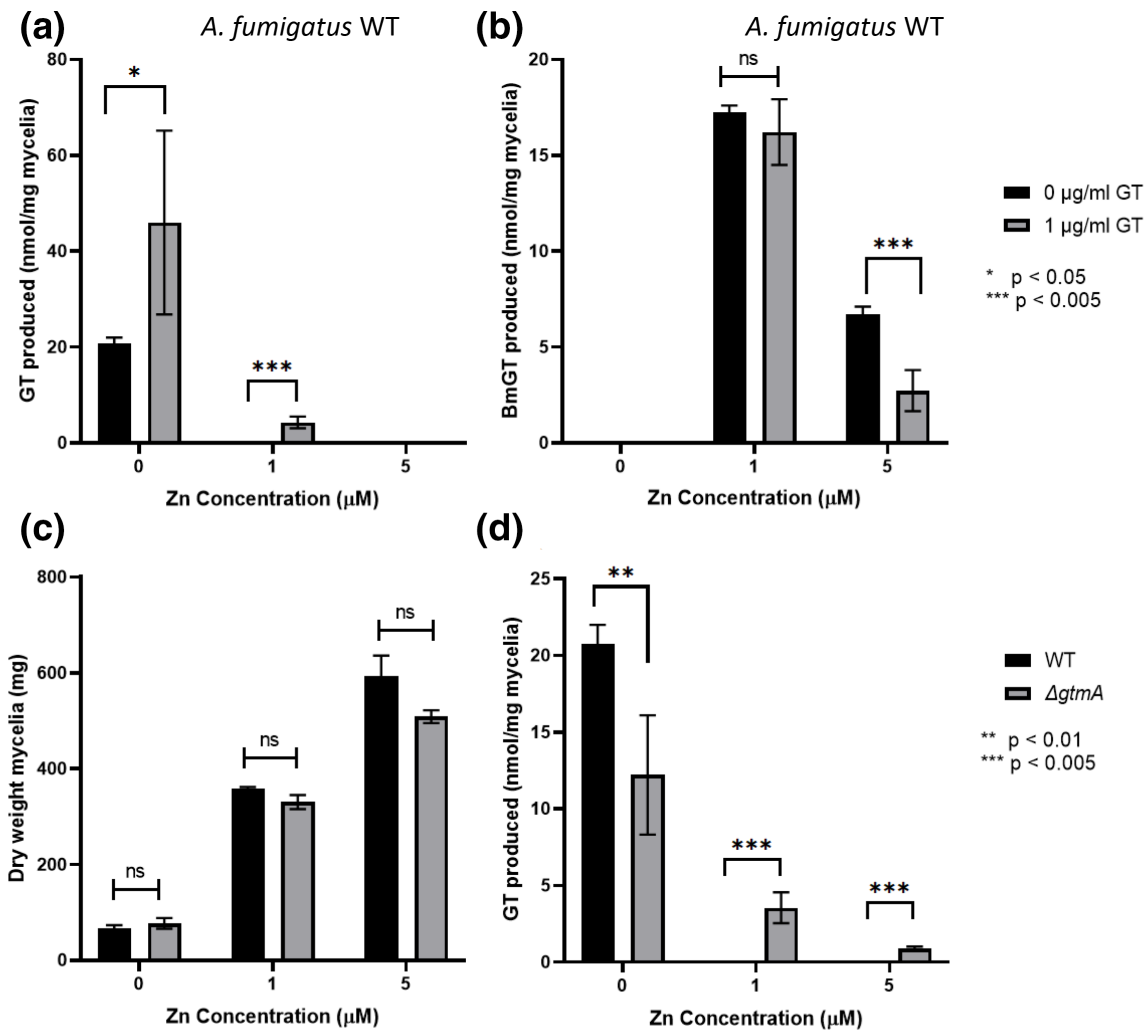 (a)
A. fumigatus WT
GT produced (nmol/mg mycelia)
80
60
40
20
0
*
***
0 1 5
Zn Concentration (μM)
(b)
A. fumigatus WT
BmGT produced (nmol/mg mycelia)
20
15
10
5
0
ns
***
0 1 5
Zn Concentration (μM)
0 μg/ml GT
1 μg/ml GT
* p < 0.05
*** p < 0.005
(c)
Dry weight mycelia (mg)
800
600
400
200
0
ns
ns
ns
0 1 5
Zn Concentration (μM)
(d)
GT produced (nmol/mg mycelia)
25
20
15
10
5
0
**
***
***
0 1 5
Zn Concentration (μM)
WT
ΔgtmA
** p < 0.01
*** p < 0.005